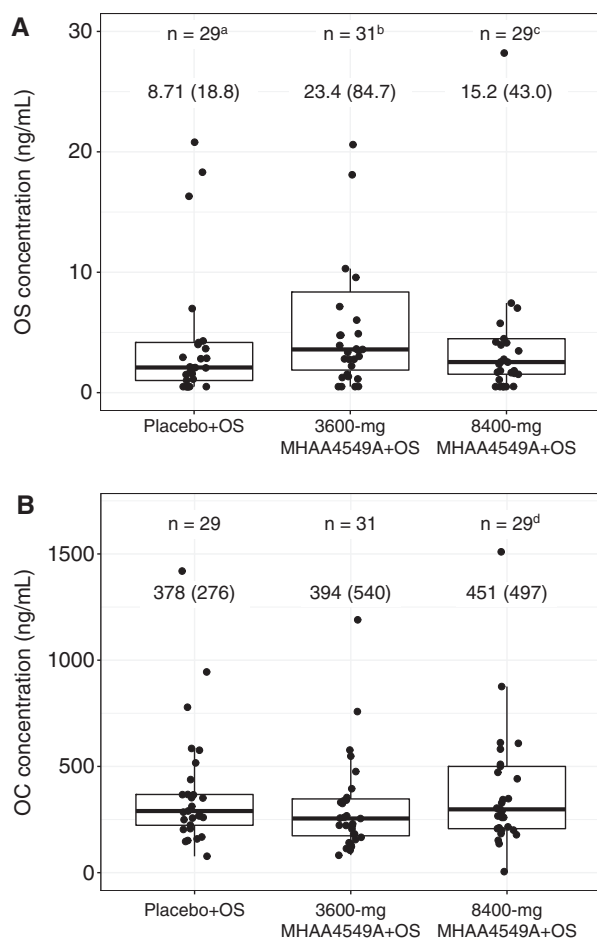 A
n = 29ᵃ n = 31ᵇ n = 29ᶜ
8.71 (18.8) 23.4 (84.7) 15.2 (43.0)
OS concentration (ng/mL)
30
20
10
0
Placebo+OS 3600-mg MHAA4549A+OS 8400-mg MHAA4549A+OS
B
n = 29 n = 31 n = 29ᵈ
378 (276) 394 (540) 451 (497)
OC concentration (ng/mL)
1500
1000
500
0
Placebo+OS 3600-mg MHAA4549A+OS 8400-mg MHAA4549A+OS